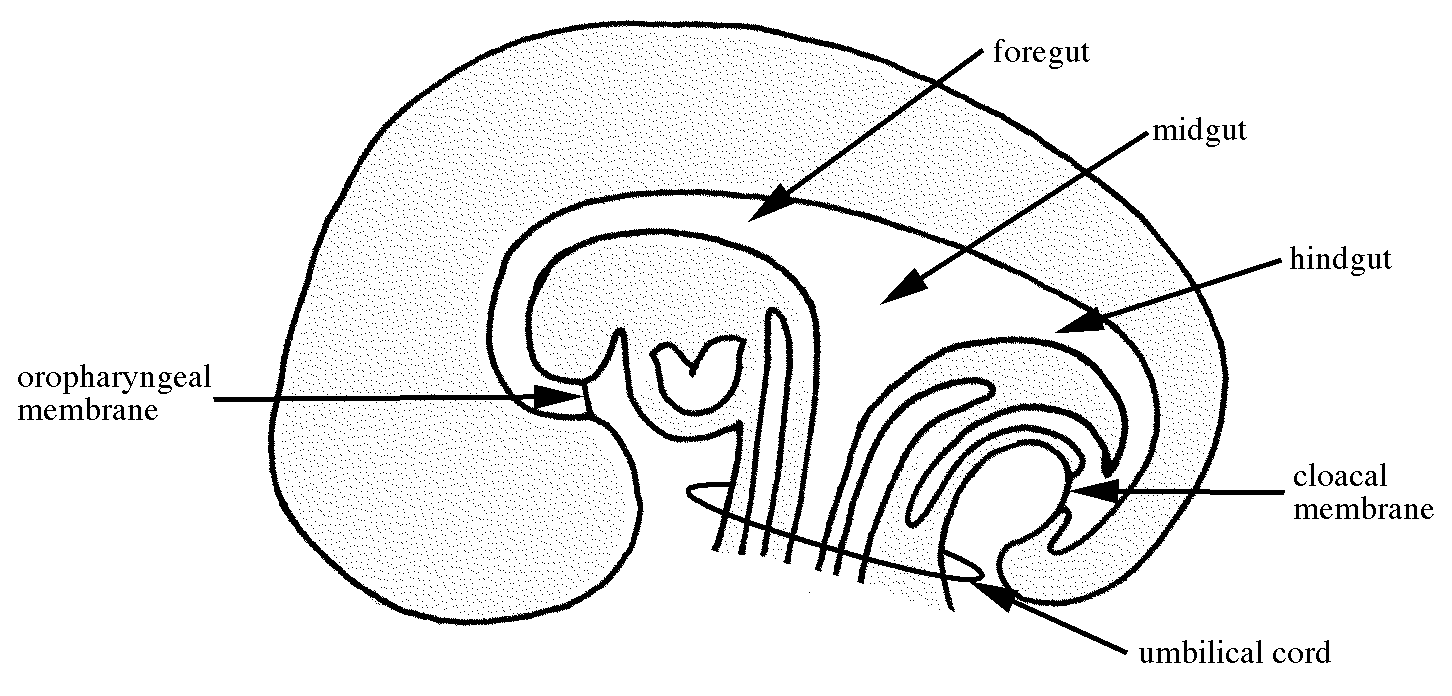 foregut
midgut
hindgut
oropharyngeal
membrane
cloacal
membrane
umbilical cord